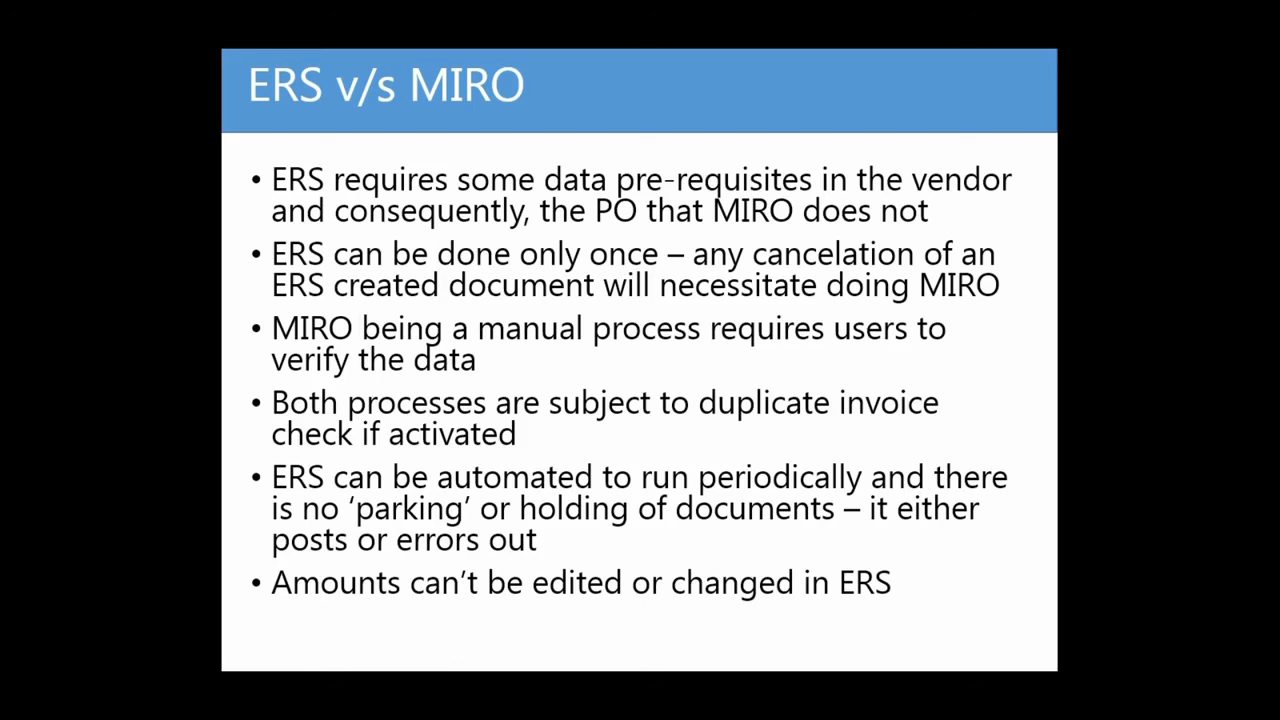 ERS v/s MIRO
• ERS requires some data pre-requisites in the vendor
and consequently, the PO that MIRO does not
• ERS can be done only once – any cancelation of an
ERS created document will necessitate doing MIRO
• MIRO being a manual process requires users to
verify the data
• Both processes are subject to duplicate invoice
check if activated
• ERS can be automated to run periodically and there
is no ‘parking’ or holding of documents – it either
posts or errors out
• Amounts can’t be edited or changed in ERS